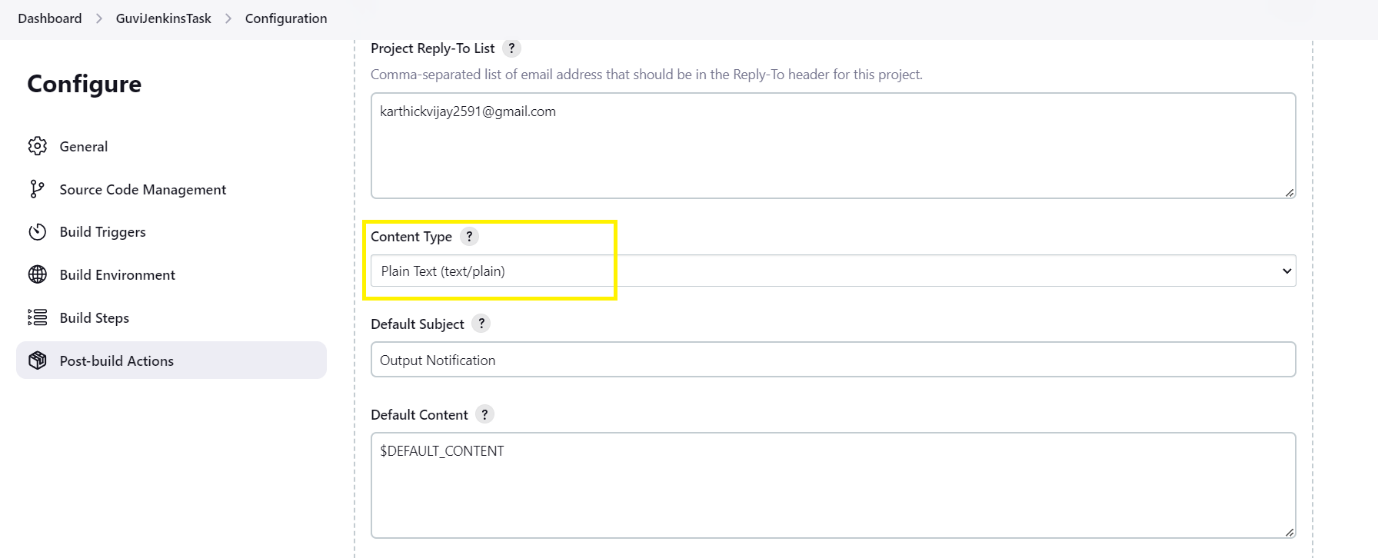 Dashboard > GuviJenkinsTask > Configuration
Configure
General
Source Code Management
Build Triggers
Build Environment
Build Steps
Post-build Actions
Project Reply-To List ?
Comma-separated list of email address that should be in the Reply-To header for this project.
karthickvijay2591@gmail.com
Content Type ?
Plain Text (text/plain)
Default Subject ?
Output Notification
Default Content ?
$DEFAULT_CONTENT